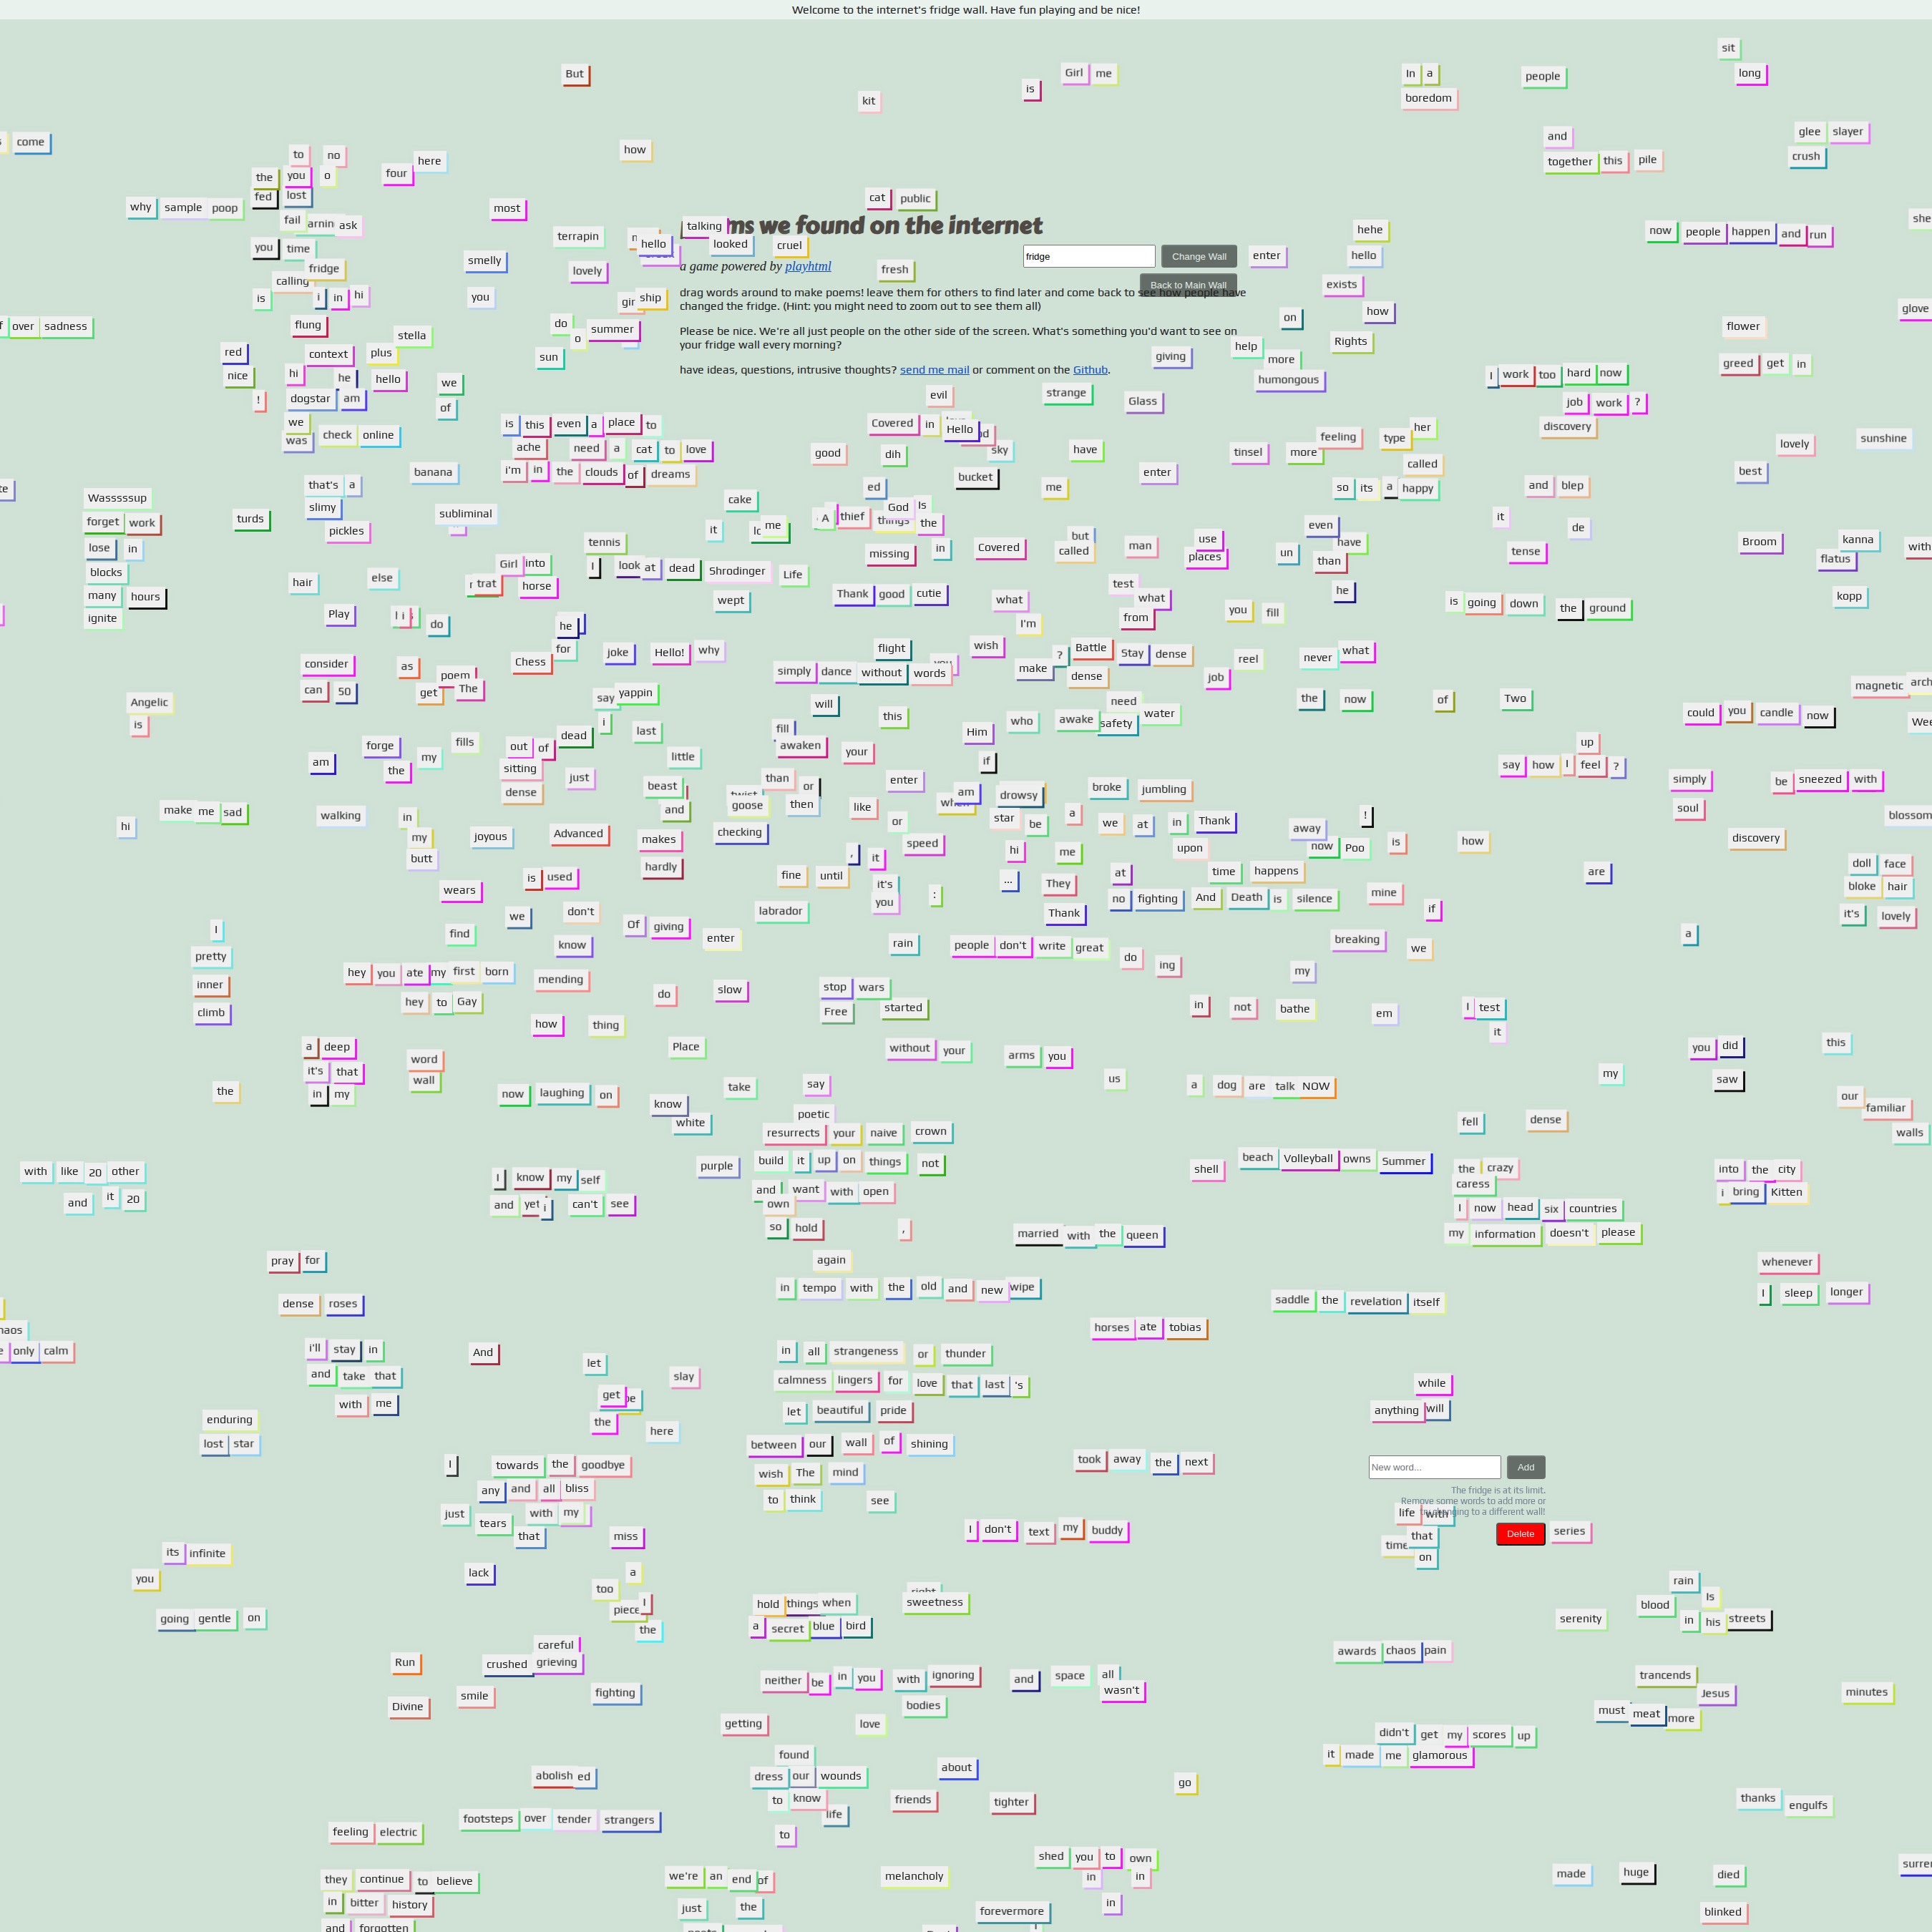 Welcome to the internet's fridge wall. Have fun playing and be nice!
sit
But
Girl me
In a
people
long
kit
is
boredom
come
and
glee slayer
to no
here
how
together this pile
crush
the you o
four
fed lost
cat public
why sample poop
most
fail
ask
talking
ms we found on the internet
hehe
now people happen and run
you time
terrapin
hello
looked
cruel
fridge
smelly
lovely
a game powered by playhtml
fresh
fridge
Change Wall
enter
hello
calling
Back to Main Wall
exists
is i in hi
you
ship
drag words around to make poems! leave them for others to find later and come back to see how people have
changed the fridge. (Hint: you might need to zoom out to see them all)
on
how
glove
over sadness
flung
stella
do
o
summer
Please be nice. We're all just people on the other side of the screen. What's something you'd want to see on
your fridge wall every morning?
help
Rights
flower
red
context
plus
sun
giving
more
greed get in
nice
hi
he
hello
we
have ideas, questions, intrusive thoughts? send me mail or comment on the Github.
humongous
I work too hard now
!
dogstar am
of
evil
strange
Glass
job work ?
we
was
check online
is this even a place to
Covered in
Hello
her
discovery
ache need a cat to love
good
dih
sky
have
tinsel
more
feeling
type
lovely
sunshine
banana
i'm in the clouds of dreams
bucket
enter
called
best
that's a
ed
me
so its a happy
and blep
Wasssssup
slimy
subliminal
cake
God
forget work
turds
pickles
it
me
A thief things the
even
it
de
lose in
tennis
missing
in
Covered
but
called
man
use
places
un
than
have
tense
Broom
kanna
flatus
with
blocks
hair
else
Girl into
I look at dead Shrodinger Life
trat
horse
wept
Thank good cutie
what
test
what
he
many hours
ignite
Play
do
he
I'm
from
you
fill
is going down the ground
kopp
for
joke
Hello!
why
flight
wish
? Battle Stay dense
reel
never
what
consider
as
Chess
simply dance without words
make
dense
job
can 50
poem
get
The
say
yappin
magnetic
Angelic
is
i
will
this
who
awake
need
safety
water
the
now
of
Two
could you candle now
dead
last
fill
Him
am
forge
the
my
fills
out of
sitting
little
awaken
your
if
up
say how I feel ?
dense
just
beast
than
or
enter
am
drowsy
broke
jumbling
simply
be sneezed with
make me sad
walking
in
and
goose
then
like
star
be
a
we
at
in
Thank
!
soul
blossom
hi
my
joyous
Advanced
makes
checking
or
speed
away
now
Poo
is
how
discovery
butt
hardly
,
it
hi
me
upon
doll face
wears
is used
fine
until
it's
you
:
...
They
at
time
happens
are
bloke hair
we
don't
labrador
Thank
no fighting
And Death is silence
mine
if
it's
lovely
I
find
know
Of giving
enter
rain
people don't write great
breaking
we
a
pretty
do
ing
inner
hey you ate my first born
mending
do
slow
stop wars
my
climb
hey to Gay
Free
started
in
not
bathe
em
I test
how
thing
it
a deep
word
Place
without your
arms you
you did
this
it's that
wall
the
in my
now laughing on
know
take
say
us
a dog are talk NOW
my
saw
our
white
poetic
familiar
resurrects your naive crown
fell
dense
walls
with like 20 other
purple
build it up on things not
shell
beach Volleyball owns Summer
the crazy
into the city
and it 20
I know my self
and want with open
caress
i bring Kitten
and yet i can't see
own
I now head six countries
so hold
,
married with the queen
my information doesn't please
pray for
again
whenever
in tempo with the old and new wipe
I sleep longer
dense roses
saddle the revelation itself
horses ate tobias
only calm
i'll stay in
And
in all strangeness or thunder
and take that
let
slay
calmness lingers for love that last 's
while
with me
get
anything will
enduring
the
here
let beautiful pride
lost star
between our wall of shining
I
towards the goodbye
wish The mind
took away the next
New word...
Add
any and all bliss
to think
see
The fridge is at its limit.
Remove some words to add more or
just
tears
with my
life
with
that
miss
I don't text my buddy
time
that
Delete
series
its infinite
on
you
lack
a
rain
too
piece
I
hold things when
sweetness
blood
Is
going gentle on
the
a secret blue bird
serenity
in his streets
careful
awards chaos pain
Run
crushed grieving
neither be in you with ignoring
and
space
all
wasn't
trancends
smile
fighting
Jesus
minutes
Divine
bodies
must meat more
getting
love
didn't get my scores up
found
it made me glamorous
abolish ed
dress our wounds
about
go
to know
friends
tighter
thanks
engulfs
life
footsteps over tender strangers
feeling electric
to
shed you to own
they continue to believe
we're an end of
melancholy
in
in
made
huge
died
in bitter history
just
the
in
forevermore
blinked
and forgotten